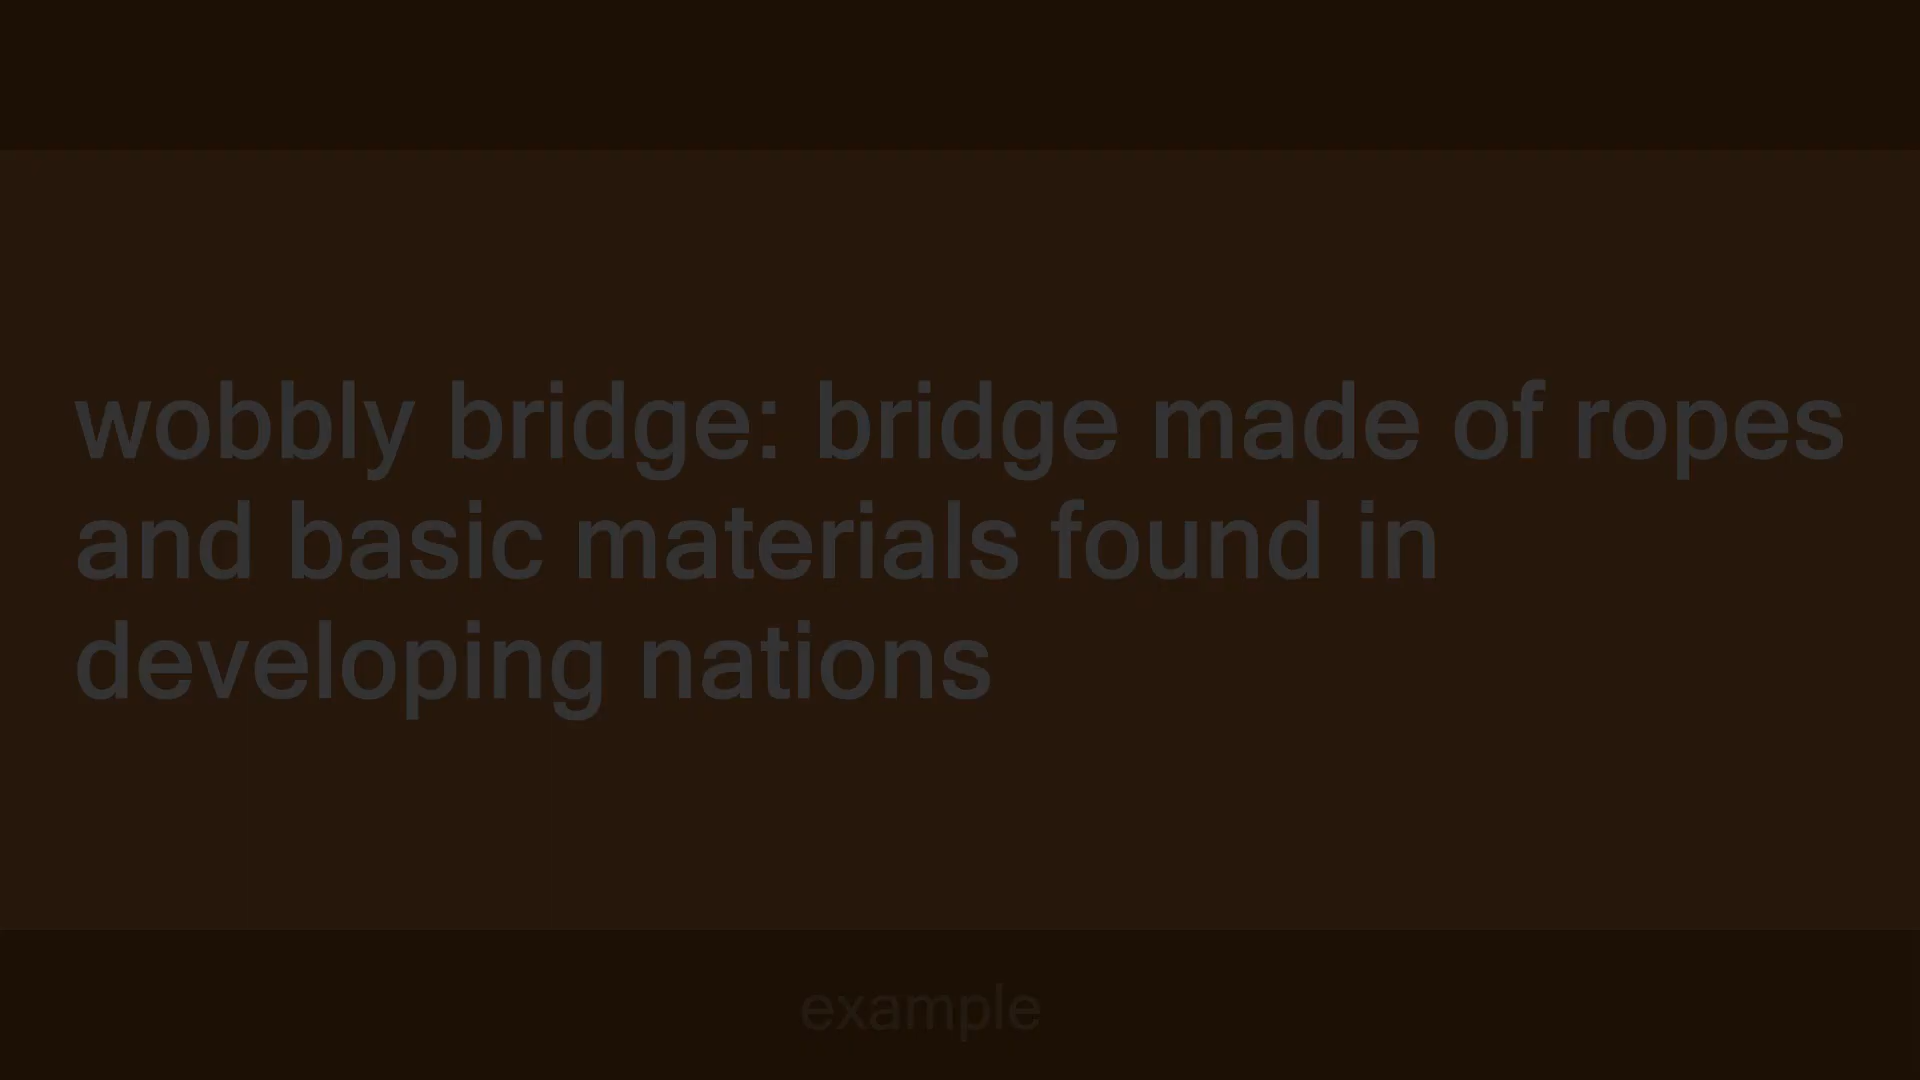 wobbly bridge: bridge made of ropes
and basic materials found in
developing nations
example